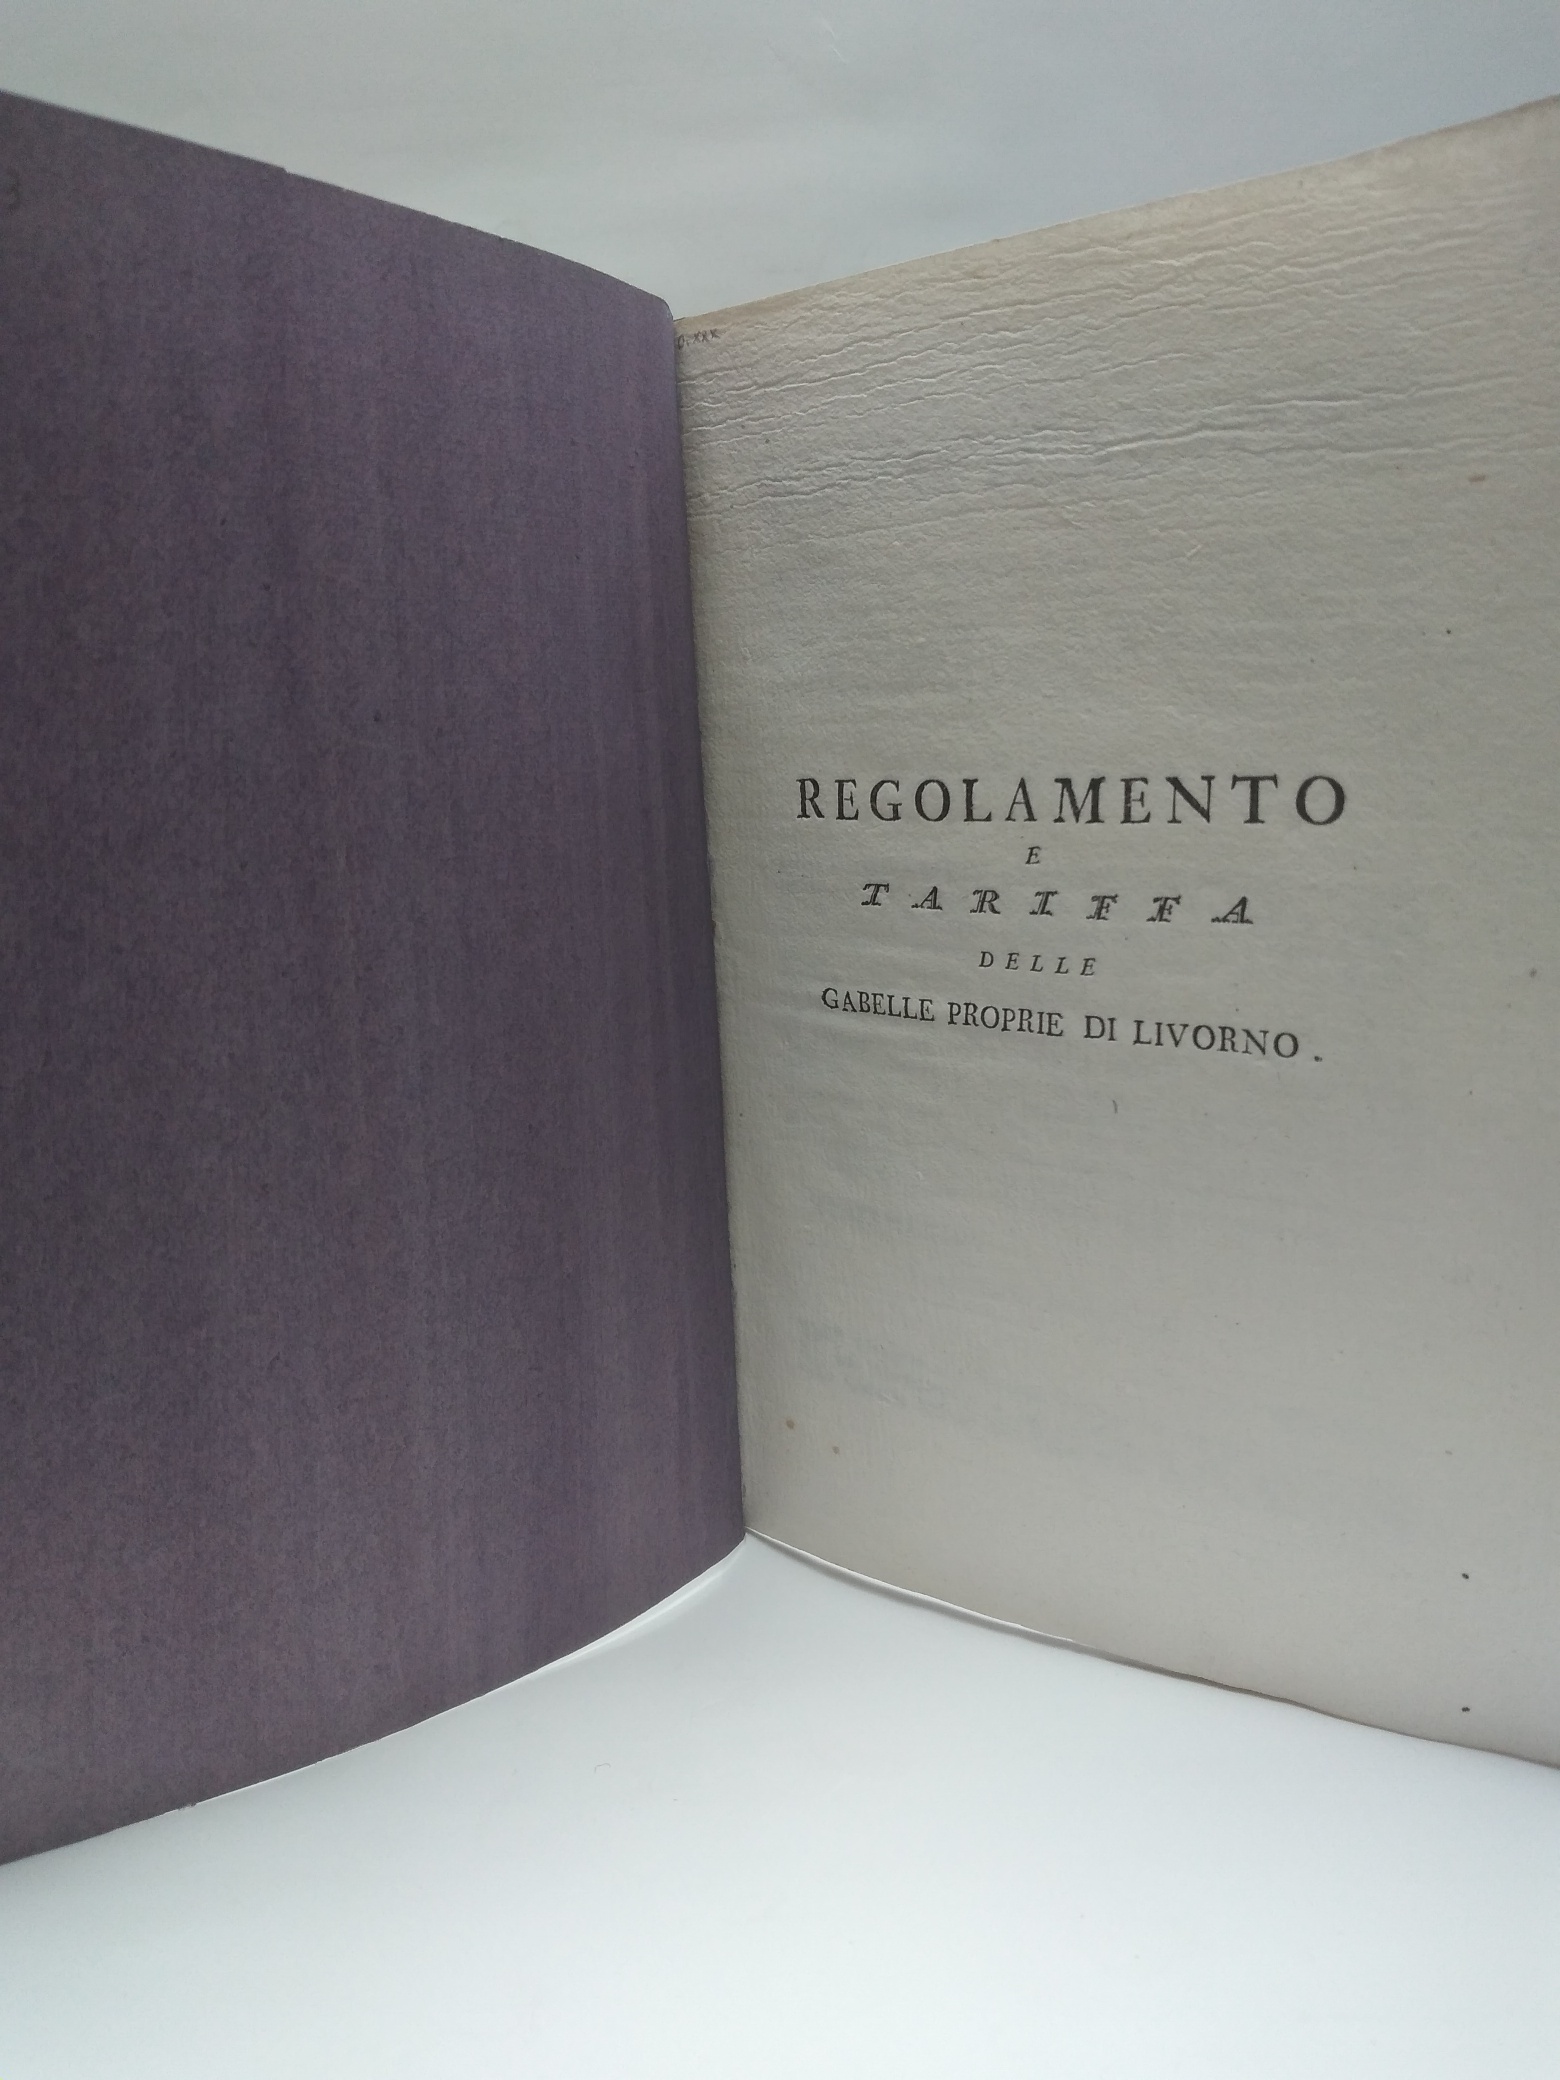 REGOLAMENTO
E
TARIFFA
DELLE
GABELLE PROPRIE DI LIVORNO .